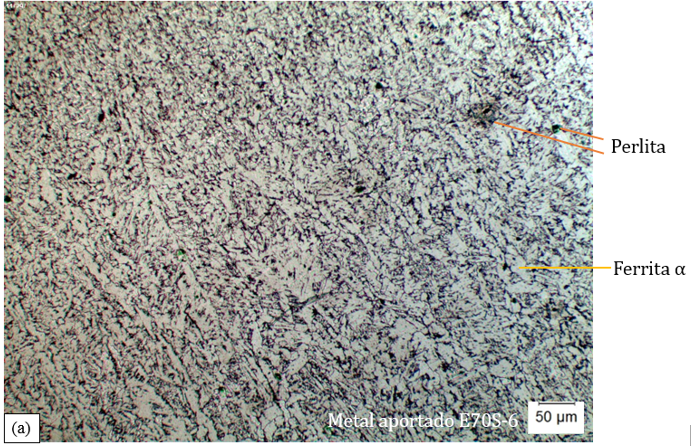 Perlita
Ferrita α
Metal aportado E70S-6
50 µm
(a)